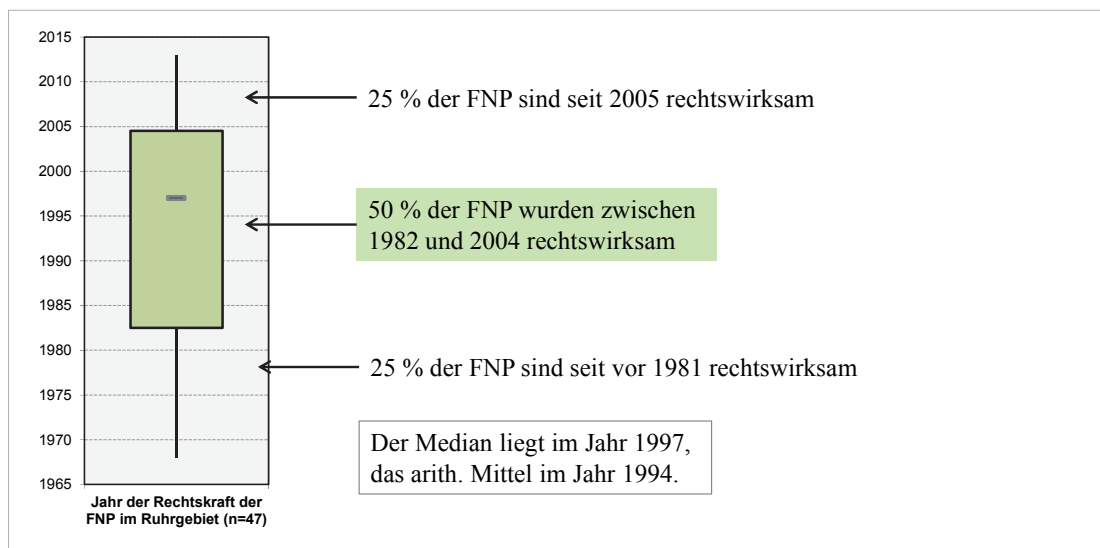 2015
2010
2005
2000
1995
1990
1985
1980
1975
1970
1965
Jahr der Rechtskraft der
FNP im Ruhrgebiet (n=47)
25 % der FNP sind seit 2005 rechtswirksam
50 % der FNP wurden zwischen
1982 und 2004 rechtswirksam
25 % der FNP sind seit vor 1981 rechtswirksam
Der Median liegt im Jahr 1997,
das arith. Mittel im Jahr 1994.